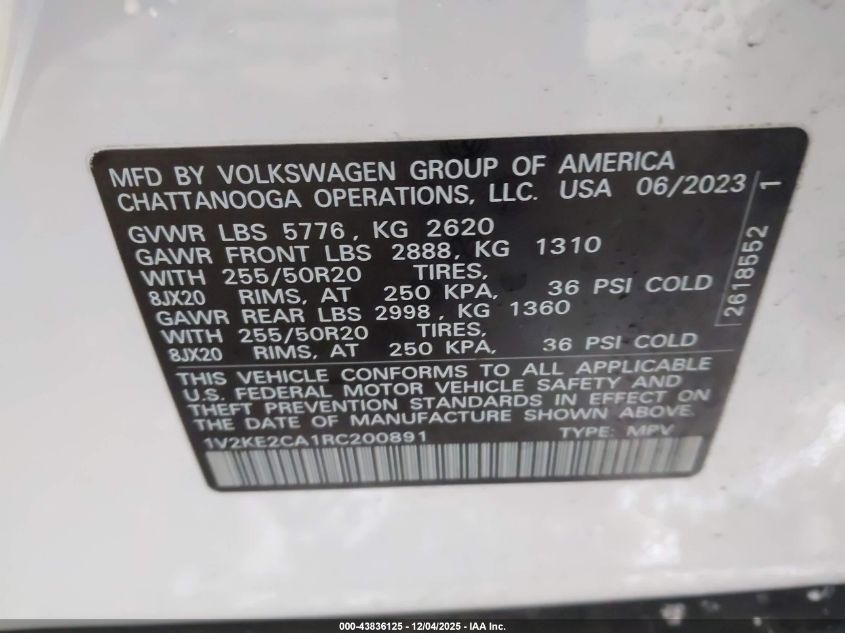 MFD BY VOLKSWAGEN GROUP OF AMERICA
CHATTANOOGA OPERATIONS, LLC. USA 06/2023
GVWR LBS 5776, KG 2620
GAWR FRONT LBS 2888, KG 1310
WITH 255/50R20 TIRES,
8JX20 RIMS, AT 250 KPA, 36 PSI COLD
GAWR REAR LBS 2998, KG 1360
WITH 255/50R20 TIRES,
8JX20 RIMS, AT 250 KPA, 36 PSI COLD
2618552 1
THIS VEHICLE CONFORMS TO ALL APPLICABLE
U.S. FEDERAL MOTOR VEHICLE SAFETY AND
THEFT PREVENTION STANDARDS IN EFFECT ON
THE DATE OF MANUFACTURE SHOWN ABOVE.
1V2KE2CA1RC200891 TYPE: MPV
000-43836125 - 12/04/2025 - IAA Inc.